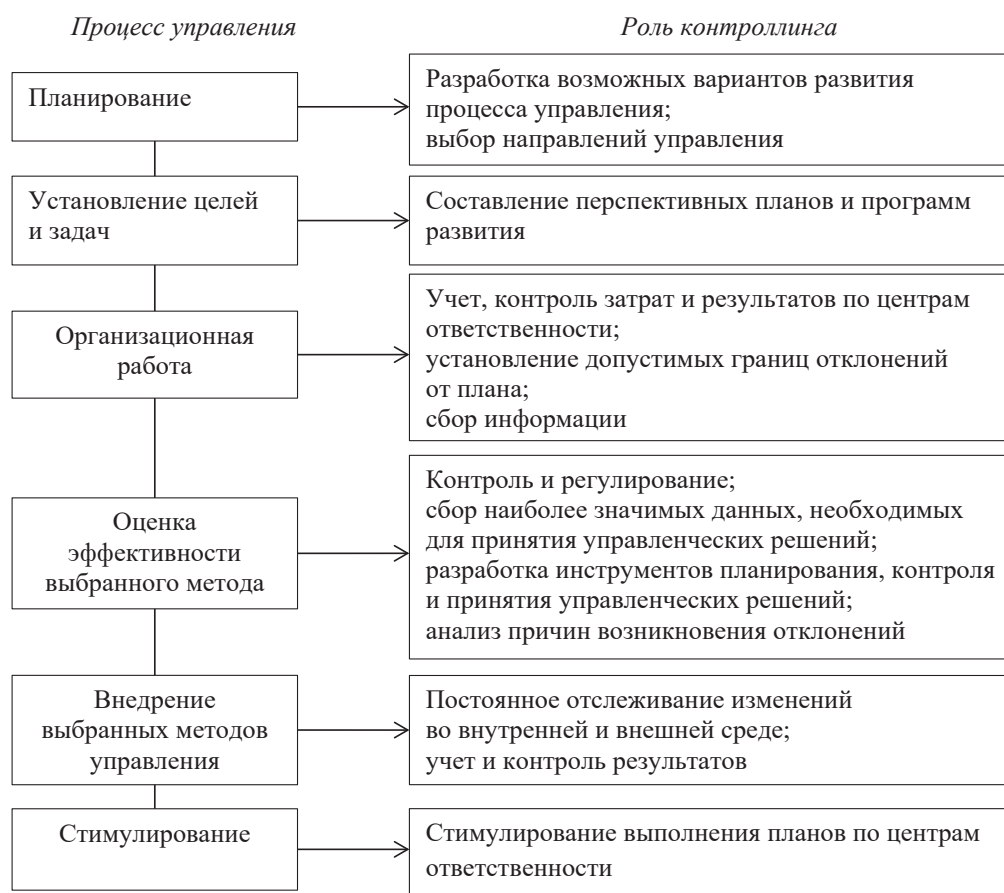 Процесс управления
Роль контроллинга
Планирование
Разработка возможных вариантов развития
процесса управления;
выбор направлений управления
Установление целей
и задач
Составление перспективных планов и программ
развития
Организационная
работа
Учет, контроль затрат и результатов по центрам
ответственности;
установление допустимых границ отклонений
от плана;
сбор информации
Оценка
эффективности
выбранного метода
Контроль и регулирование;
сбор наиболее значимых данных, необходимых
для принятия управленческих решений;
разработка инструментов планирования, контроля
и принятия управленческих решений;
анализ причин возникновения отклонений
Внедрение
выбранных методов
управления
Постоянное отслеживание изменений
во внутренней и внешней среде;
учет и контроль результатов
Стимулирование
Стимулирование выполнения планов по центрам
ответственности